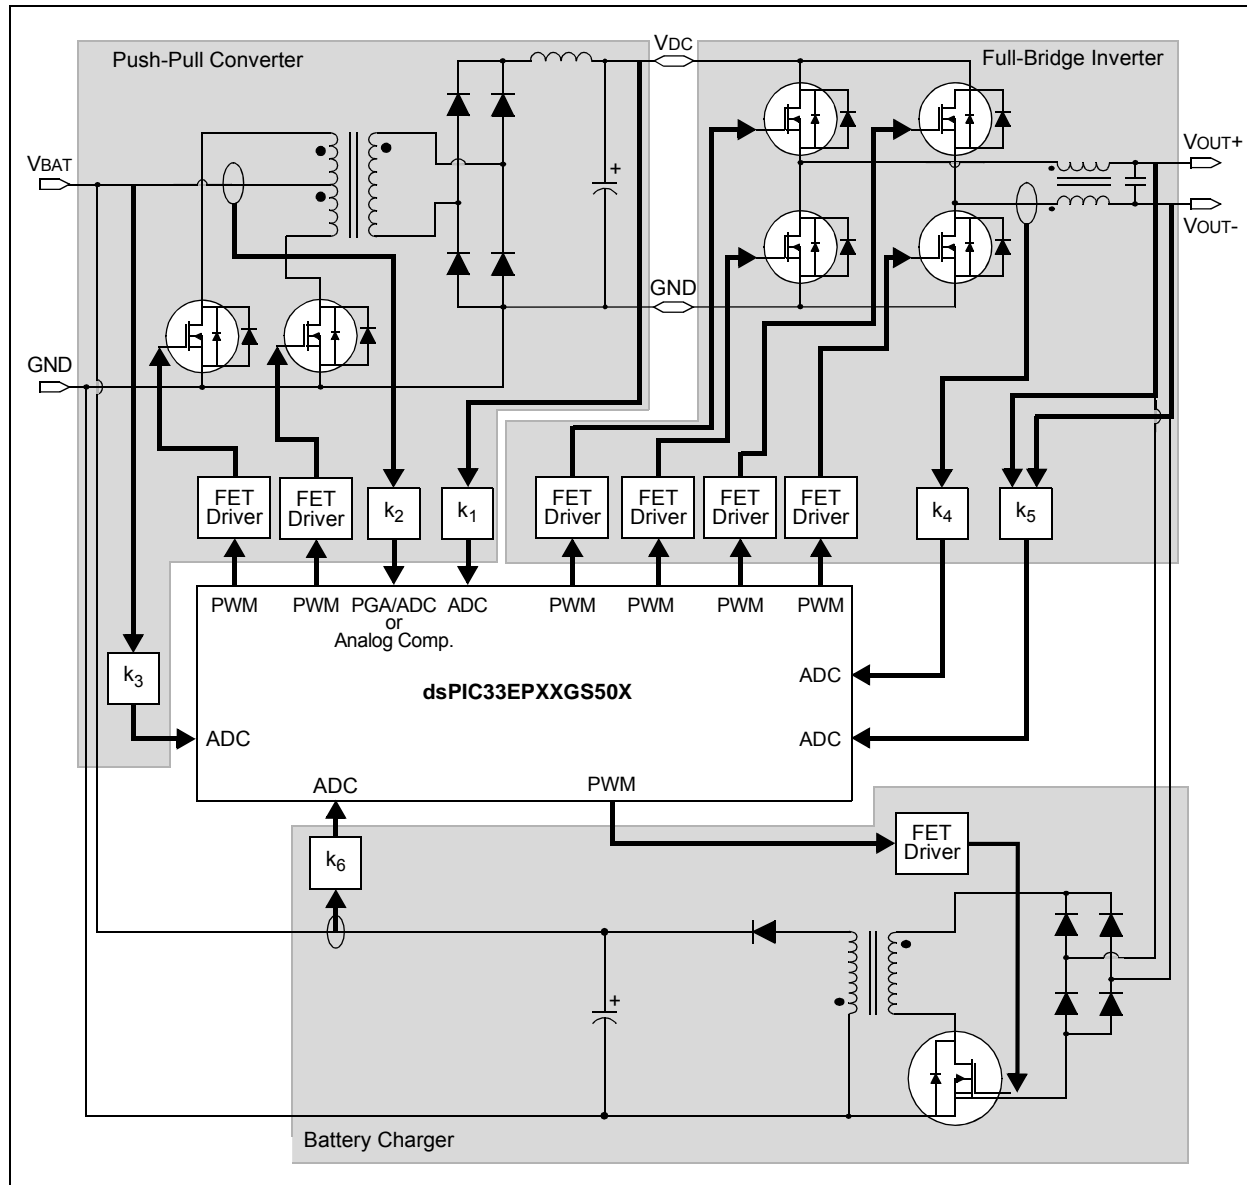 Push-Pull Converter
VDC
Full-Bridge Inverter
VBAT
VOUT+
VOUT-
GND
GND
FET
Driver
FET
Driver
k2
k1
FET
Driver
FET
Driver
FET
Driver
FET
Driver
k4
k5
PWM
PWM
PGA/ADC
or
Analog Comp.
ADC
PWM
PWM
PWM
PWM
k3
ADC
dsPIC33EPXXGS50X
ADC
ADC
ADC
PWM
k6
FET
Driver
+
+
Battery Charger